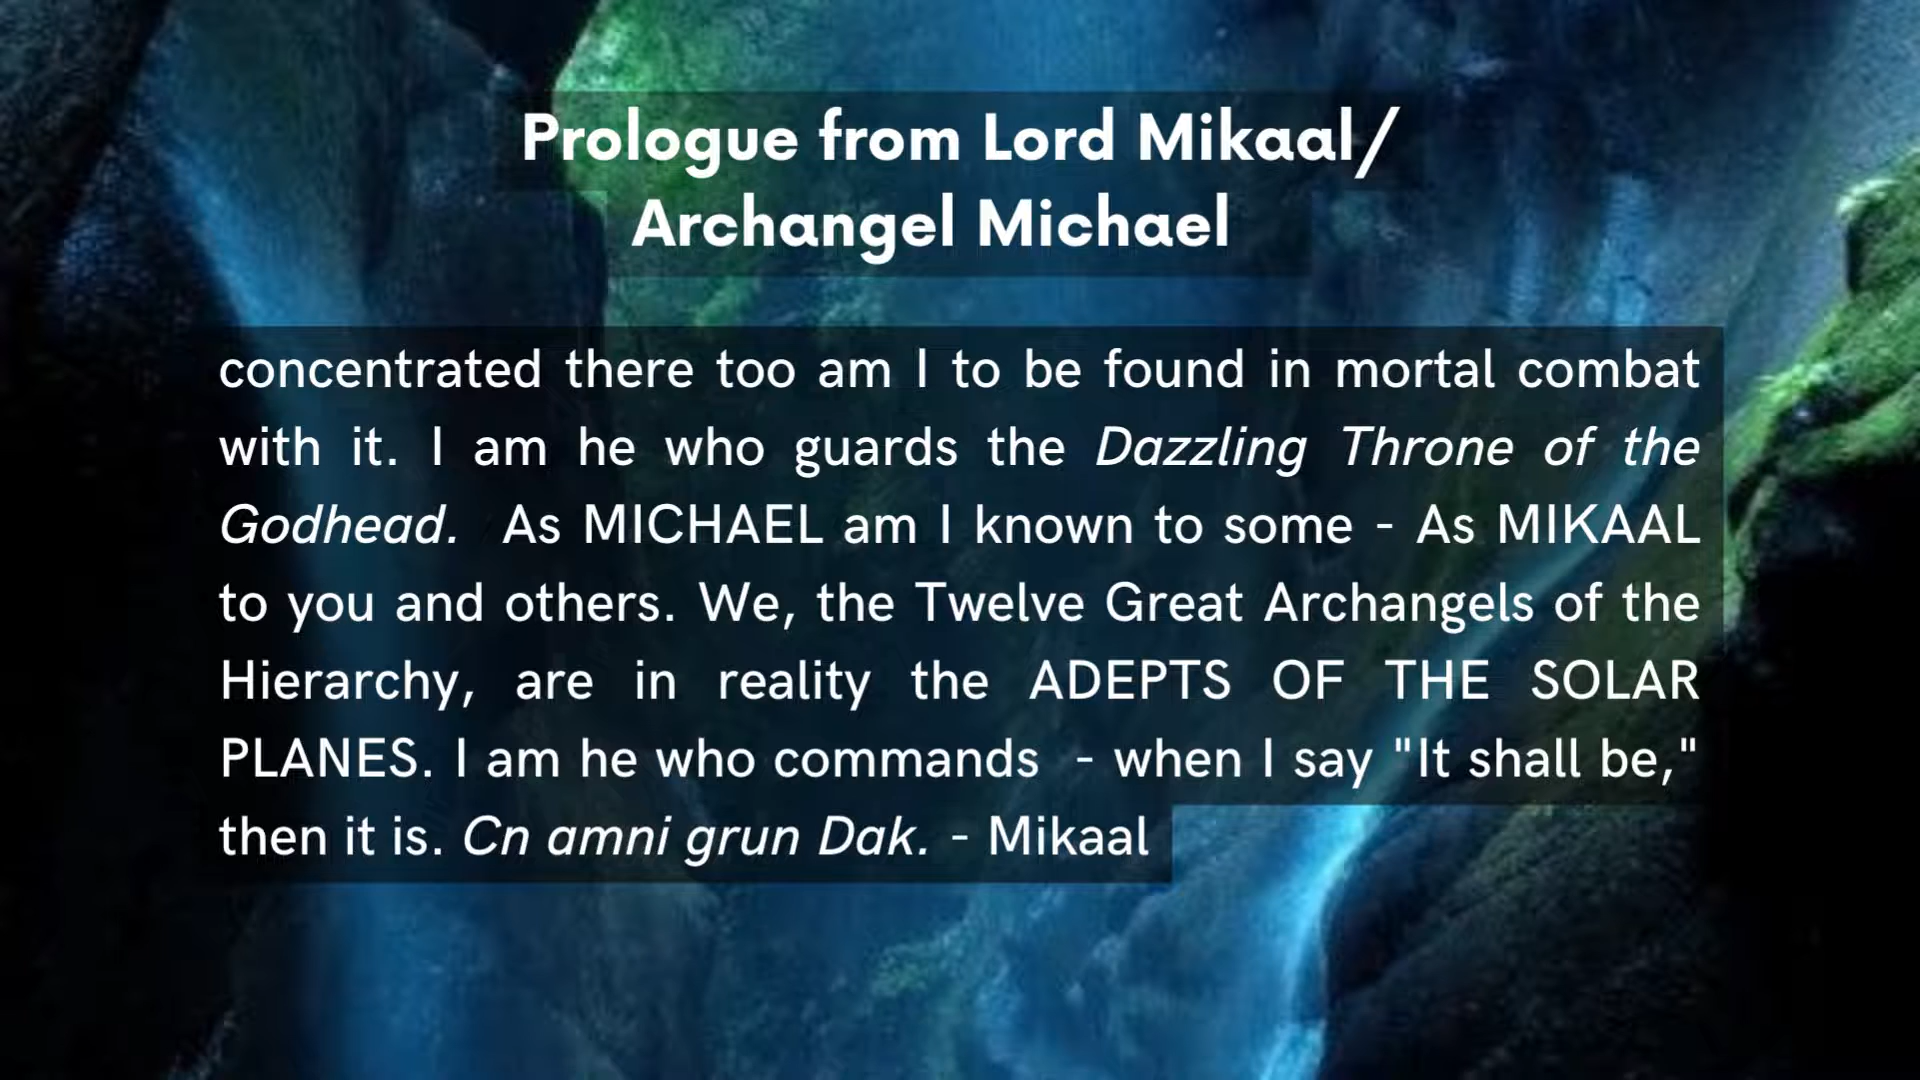 Prologue from Lord Mikaal/
Archangel Michael
concentrated there too am I to be found in mortal combat
with it. I am he who guards the Dazzling Throne of the
Godhead. As MICHAEL am I known to some - As MIKAAL
to you and others. We, the Twelve Great Archangels of the
Hierarchy, are in reality the ADEPTS OF THE SOLAR
PLANES. I am he who commands - when I say "It shall be,"
then it is. Cn amni grun Dak. - Mikaal